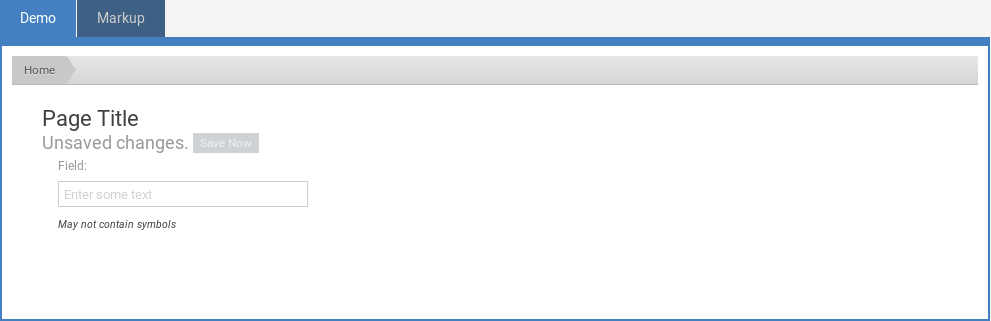 Demo Markup
Home
Page Title
Unsaved changes. Save Now
Field:
Enter some text
May not contain symbols